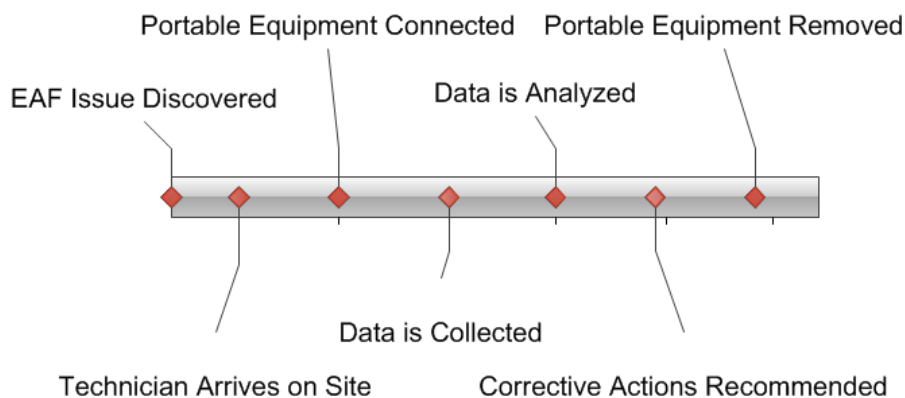 Portable Equipment Connected
Portable Equipment Removed
EAF Issue Discovered
Data is Analyzed
Data is Collected
Technician Arrives on Site
Corrective Actions Recommended